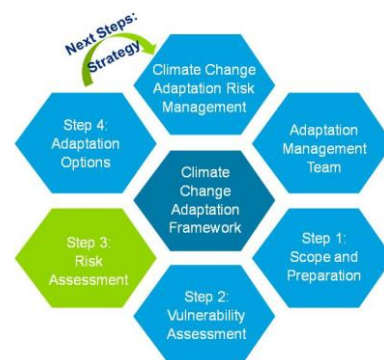 Next Steps:
Strategy
Climate Change
Adaptation Risk
Management
Adaptation
Management
Team
Step 1:
Scope and
Preparation
Step 2:
Vulnerability
Assessment
Step 3:
Risk
Assessment
Step 4:
Adaptation
Options
Climate
Change
Adaptation
Framework